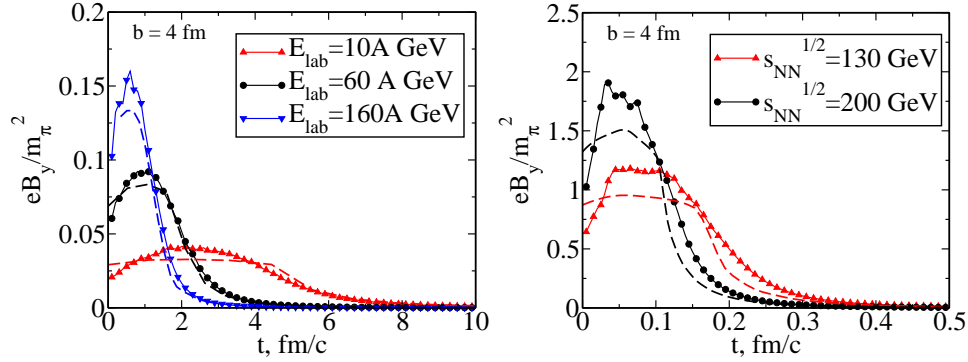 b = 4 fm
E_lab=10A GeV
E_lab=60 A GeV
E_lab=160A GeV
eB_y/m_π^2
0.2
0.15
0.1
0.05
0
0 2 4 6 8 10
t, fm/c
b = 4 fm
s_NN^1/2=130 GeV
s_NN^1/2=200 GeV
eB_y/m_π^2
2.5
2
1.5
1
0.5
0
0 0.1 0.2 0.3 0.4 0.5
t, fm/c